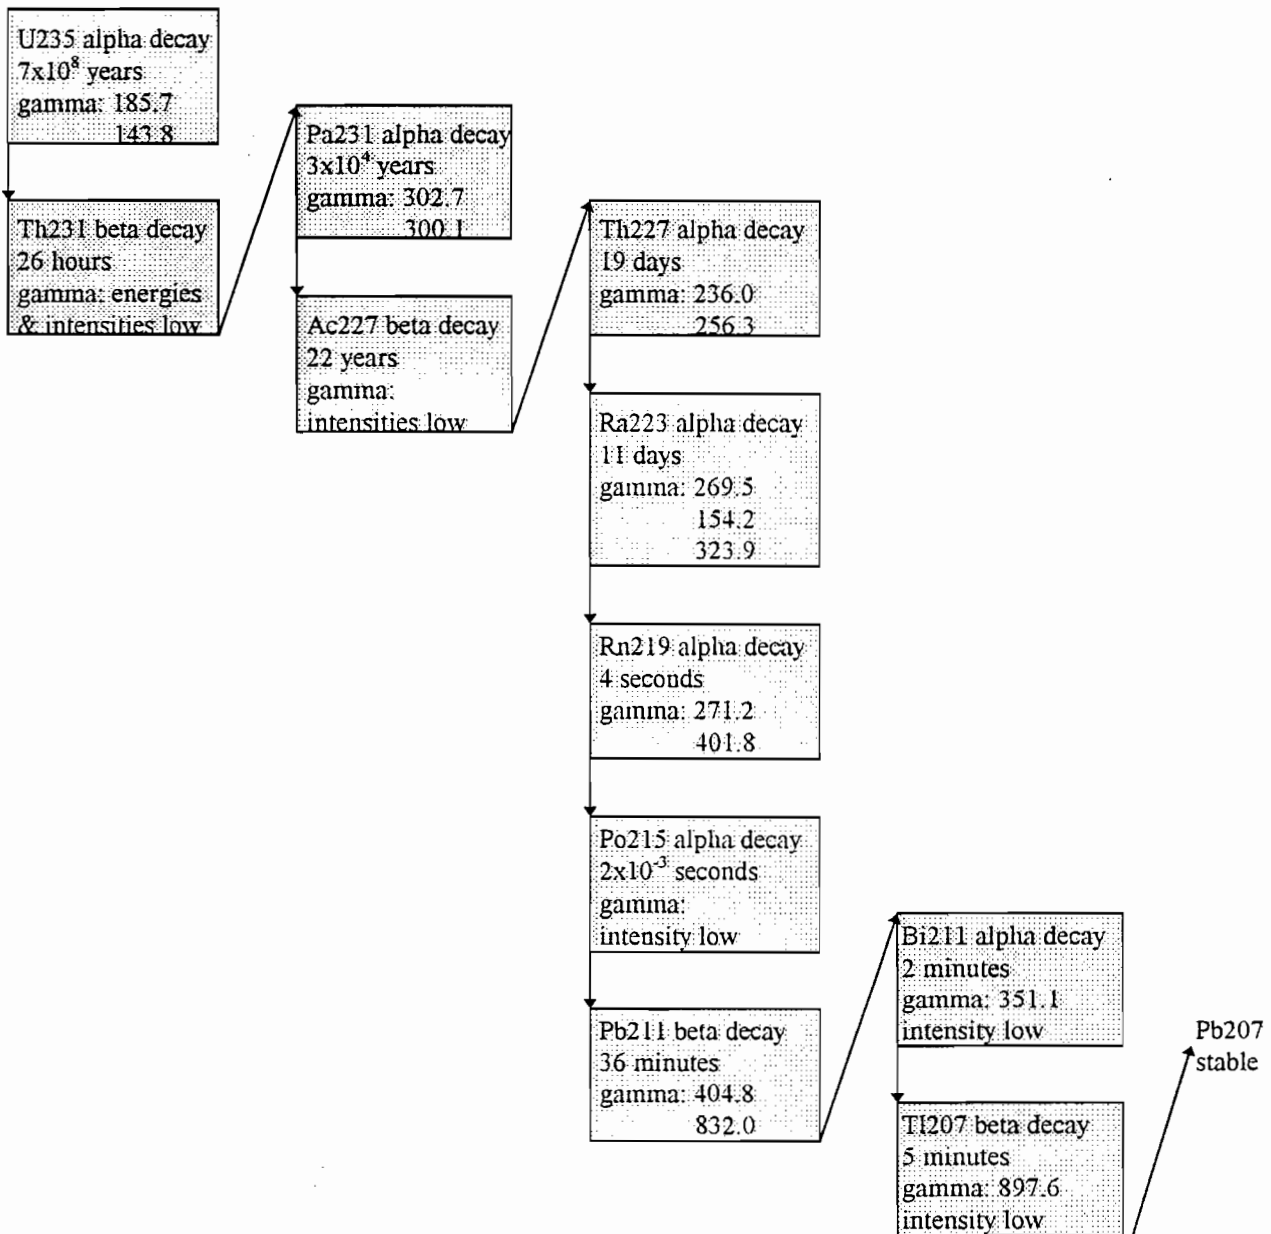 U235 alpha decay
7x10⁸ years
gamma: 185.7
143.8
Th231 beta decay
26 hours
gamma: energies
& intensities low
Pa231 alpha decay
3x10⁴ years
gamma: 302.7
300.1
Ac227 beta decay
22 years
gamma:
intensities low
Th227 alpha decay
19 days
gamma: 236.0
256.3
Ra223 alpha decay
11 days
gamma: 269.5
154.2
323.9
Rn219 alpha decay
4 seconds
gamma: 271.2
401.8
Po215 alpha decay
2x10⁻³ seconds
gamma:
intensity low
Pb211 beta decay
36 minutes
gamma: 404.8
832.0
Bi211 alpha decay
2 minutes
gamma: 351.1
intensity low
Tl207 beta decay
5 minutes
gamma: 897.6
intensity low
Pb207
stable